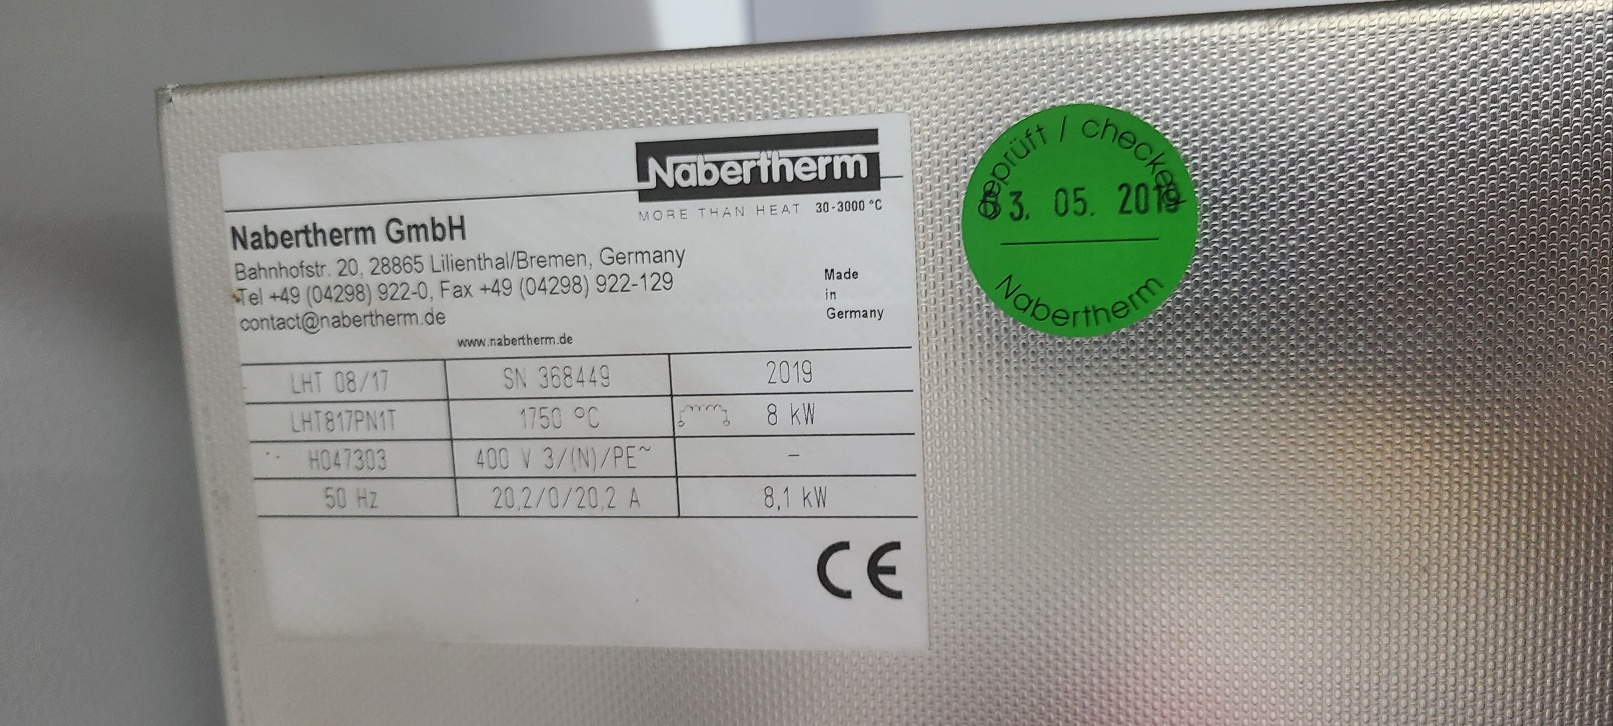 Nabertherm
MORE THAN HEAT 30-3000 °C
Nabertherm GmbH
Bahnhofstr. 20, 28865 Lilienthal/Bremen, Germany
Tel +49 (04298) 922-0, Fax +49 (04298) 922-129
contact@nabertherm.de
www.nabertherm.de
Made
in
Germany
LHT 08/17 SN 368449 2019
LHT817PN1T 1750 °C 8 kW
H047303 400 V 3/(N)/PE~ –
50 Hz 20,2/0/20,2 A 8,1 kW
CE
geprüft / checked
05. 2019
Nabertherm